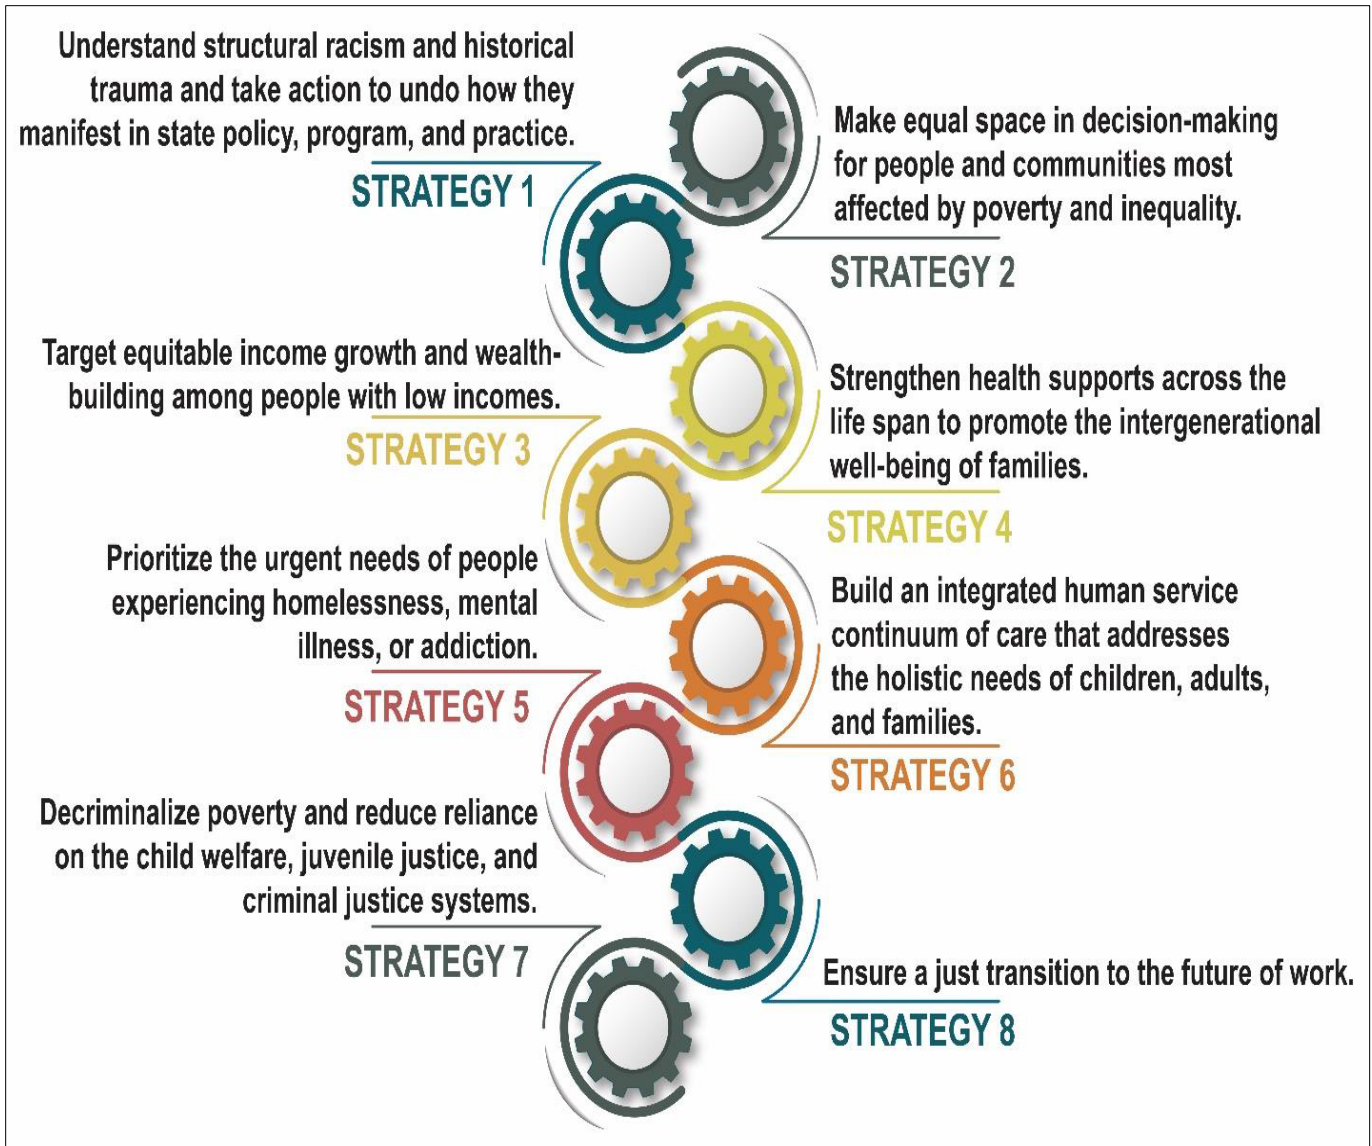 Understand structural racism and historical
trauma and take action to undo how they
manifest in state policy, program, and practice.
STRATEGY 1
Make equal space in decision-making
for people and communities most
affected by poverty and inequality.
STRATEGY 2
Target equitable income growth and wealth-
building among people with low incomes.
STRATEGY 3
Strengthen health supports across the
life span to promote the intergenerational
well-being of families.
STRATEGY 4
Prioritize the urgent needs of people
experiencing homelessness, mental
illness, or addiction.
STRATEGY 5
Build an integrated human service
continuum of care that addresses
the holistic needs of children, adults,
and families.
STRATEGY 6
Decriminalize poverty and reduce reliance
on the child welfare, juvenile justice, and
criminal justice systems.
STRATEGY 7
Ensure a just transition to the future of work.
STRATEGY 8